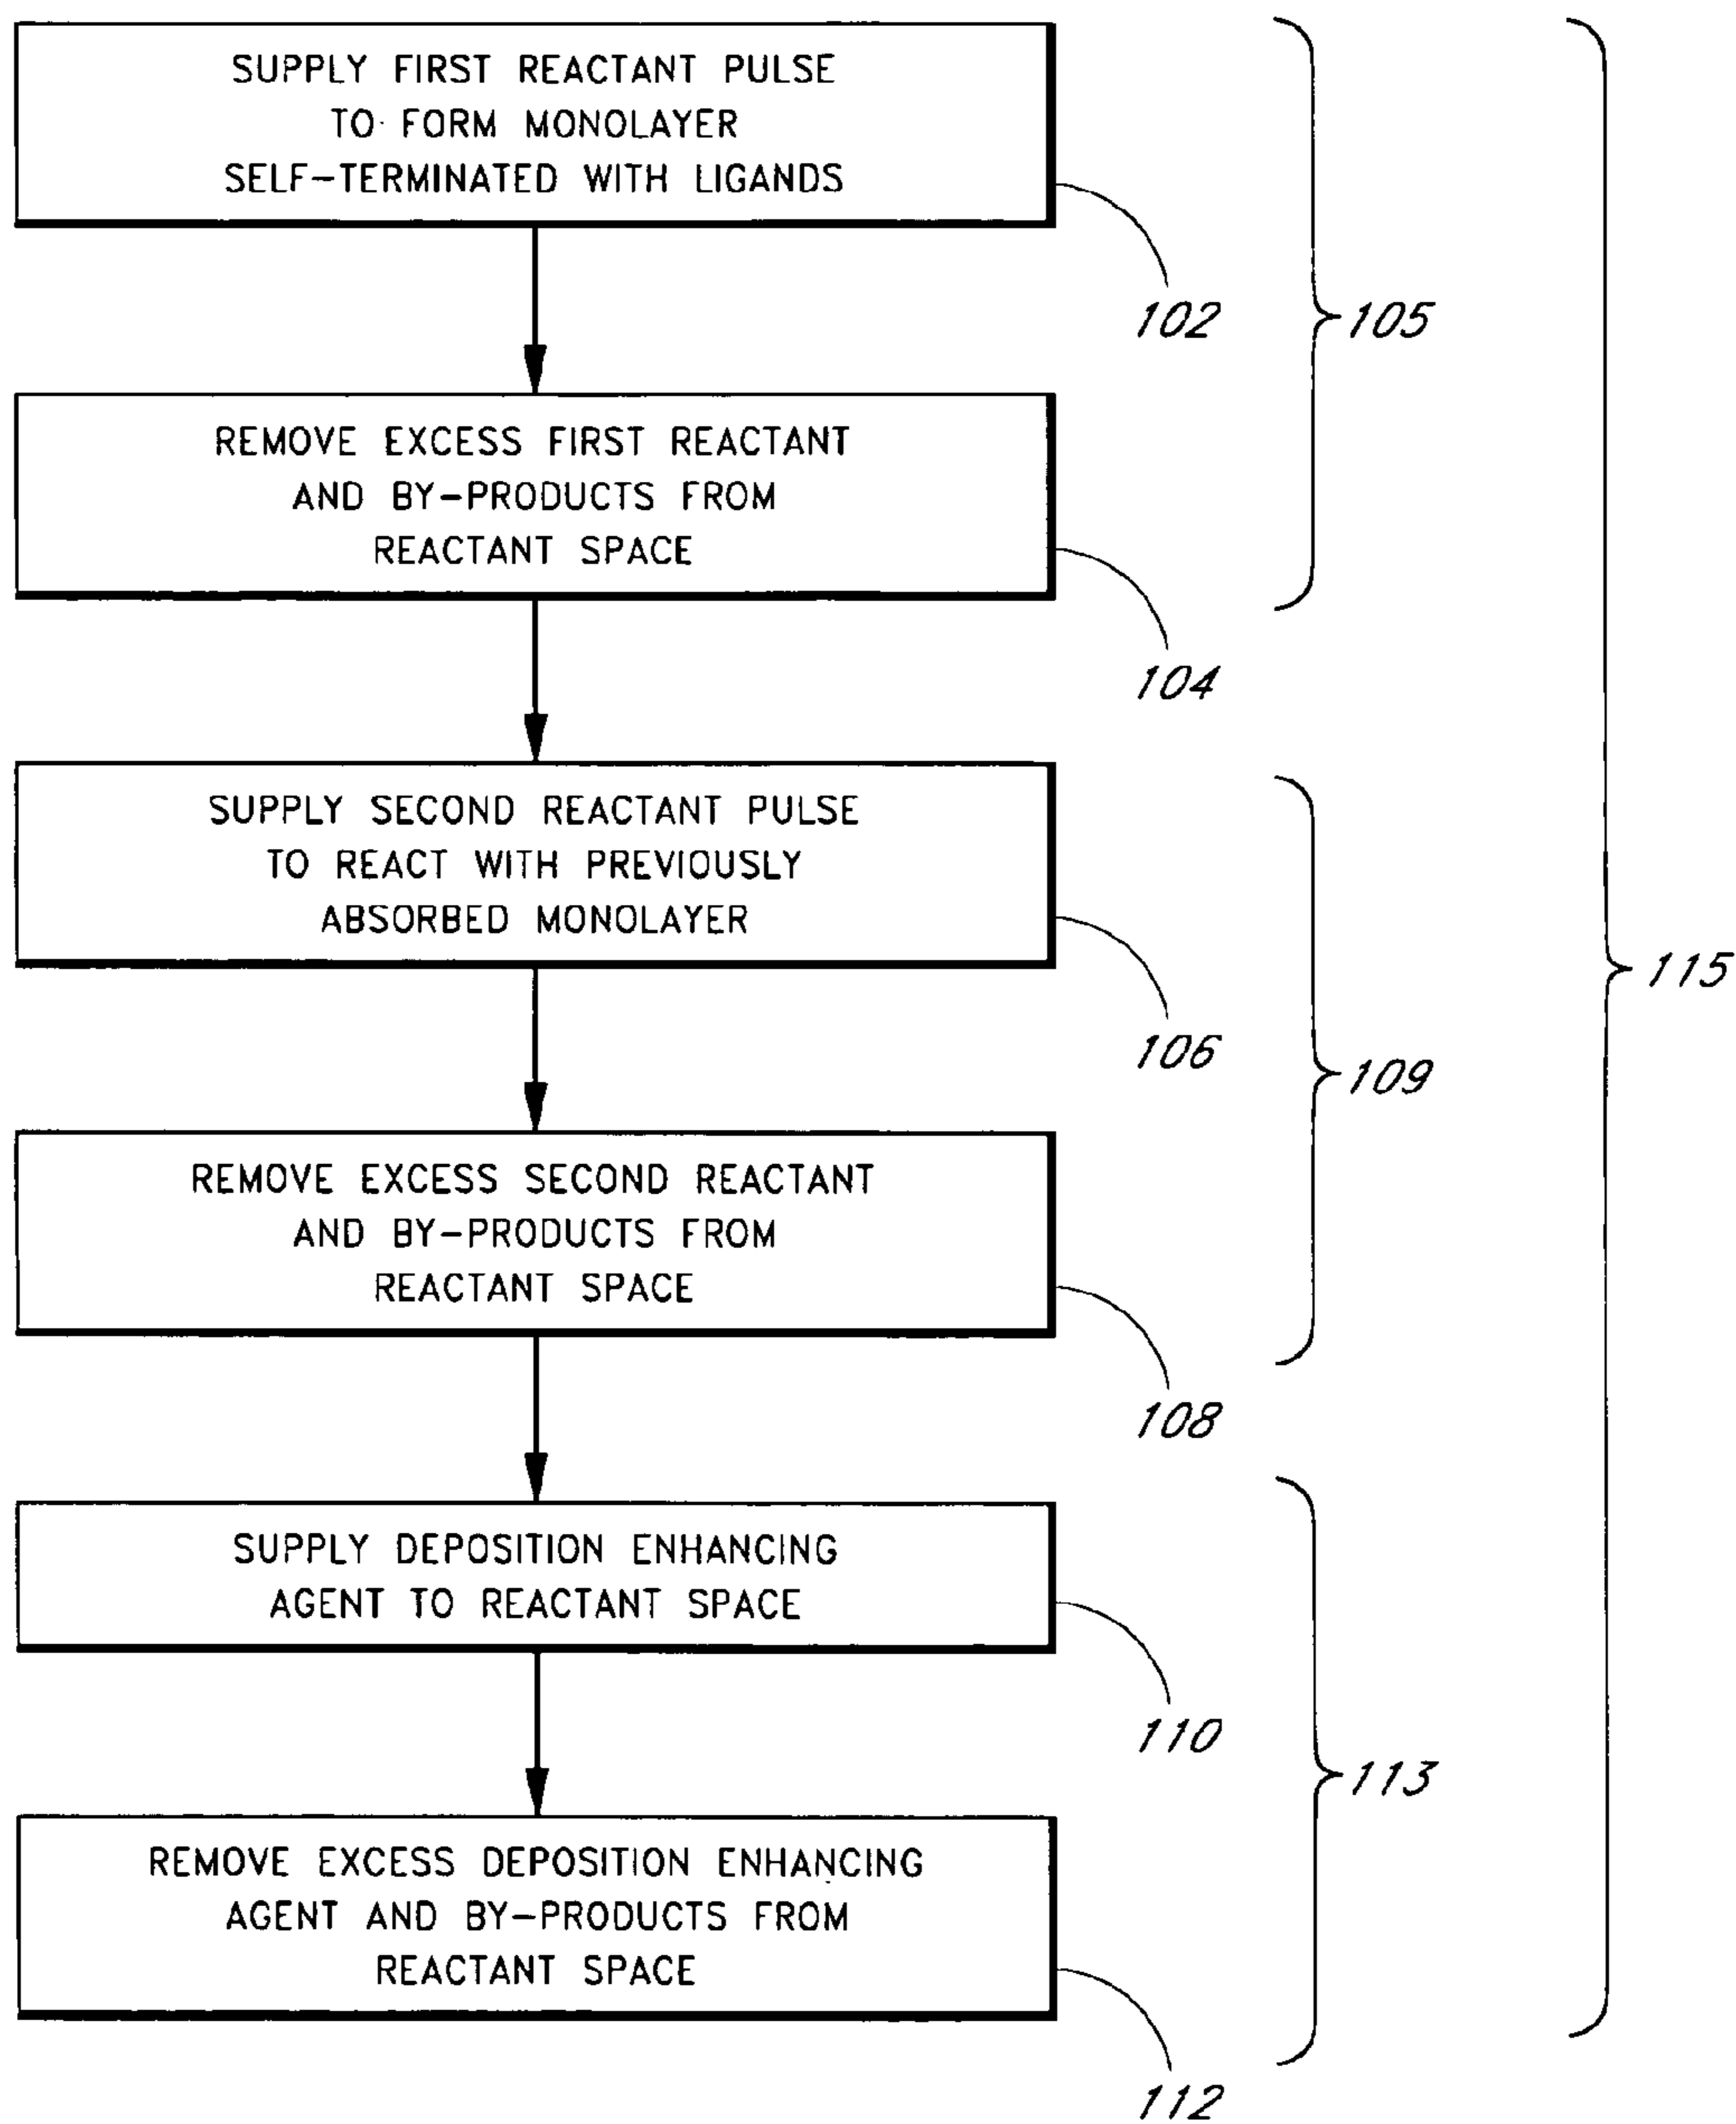 SUPPLY FIRST REACTANT PULSE
TO FORM MONOLAYER
SELF-TERMINATED WITH LIGANDS
102
105
REMOVE EXCESS FIRST REACTANT
AND BY-PRODUCTS FROM
REACTANT SPACE
104
SUPPLY SECOND REACTANT PULSE
TO REACT WITH PREVIOUSLY
ABSORBED MONOLAYER
106
109
115
REMOVE EXCESS SECOND REACTANT
AND BY-PRODUCTS FROM
REACTANT SPACE
108
SUPPLY DEPOSITION ENHANCING
AGENT TO REACTANT SPACE
110
113
REMOVE EXCESS DEPOSITION ENHANCING
AGENT AND BY-PRODUCTS FROM
REACTANT SPACE
112